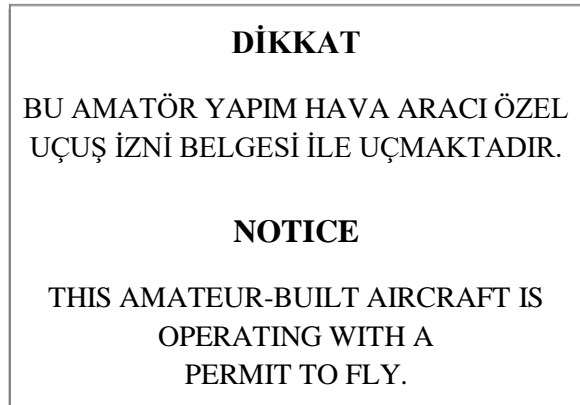 DİKKAT
BU AMATÖR YAPIM HAVA ARACI ÖZEL
UÇUŞ İZNİ BELGESİ İLE UÇMAKTADIR.
NOTICE
THIS AMATEUR-BUILT AIRCRAFT IS
OPERATING WITH A
PERMIT TO FLY.